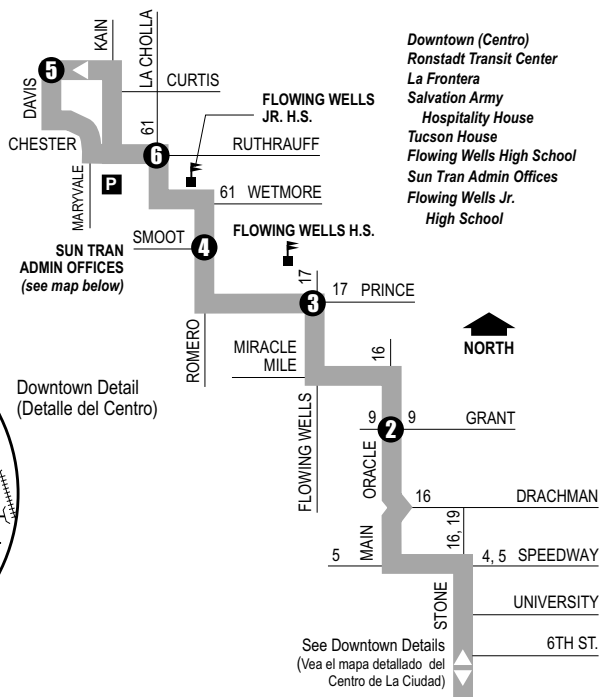 KAIN
LA CHOLLA
Downtown (Centro)
Ronstadt Transit Center
La Frontera
Salvation Army
Hospitality House
Tucson House
Flowing Wells High School
Sun Tran Admin Offices
Flowing Wells Jr.
High School
5
CURTIS
DAVIS
FLOWING WELLS
JR. H.S.
61
CHESTER
6
RUTHRAUFF
P
MARYVALE
61 WETMORE
SMOOT
4
FLOWING WELLS H.S.
SUN TRAN
ADMIN OFFICES
(see map below)
17
3
17 PRINCE
ROMERO
NORTH
MIRACLE
MILE
16
Downtown Detail
(Detalle del Centro)
FLOWING WELLS
ORACLE
9
2
9
GRANT
16
DRACHMAN
MAIN
16, 19
5
4, 5 SPEEDWAY
STONE
UNIVERSITY
See Downtown Details
(Vea el mapa detallado del
Centro de La Ciudad)
6TH ST.